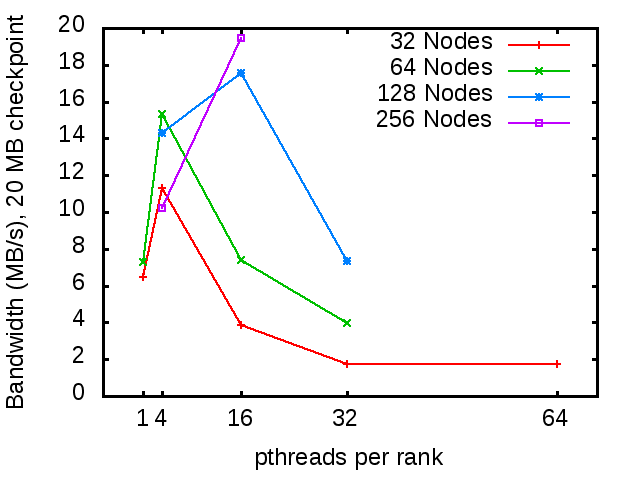 Bandwidth (MB/s), 20 MB checkpoint
20
18
16
14
12
10
8
6
4
2
0
32 Nodes
64 Nodes
128 Nodes
256 Nodes
1 4 16 32 64
pthreads per rank